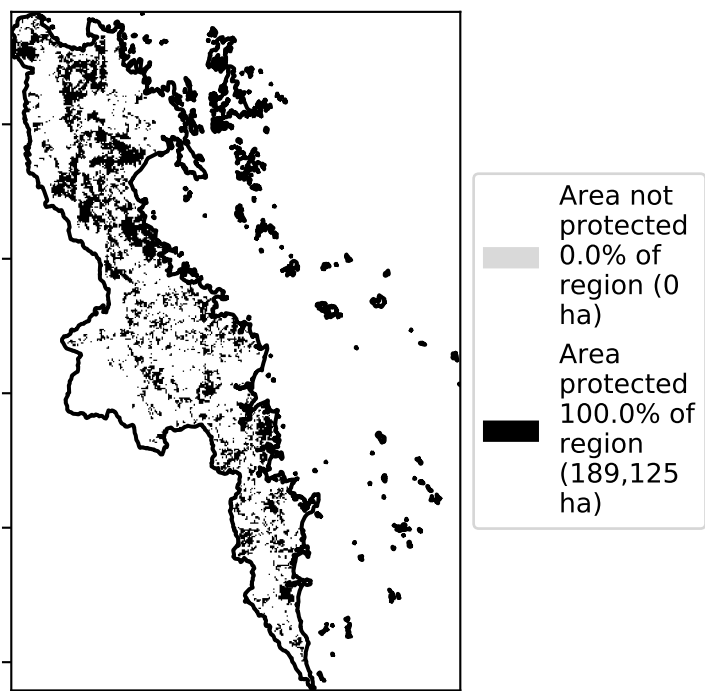 Area not
protected
0.0% of
region (0
ha)
Area
protected
100.0% of
region
(189,125
ha)